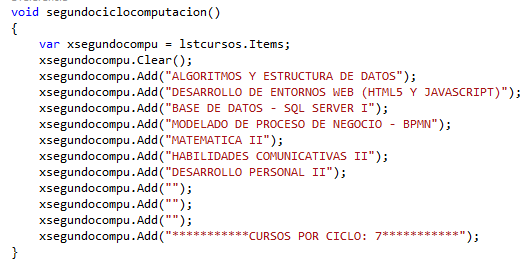 void segundociclocomputacion()
{
    var xsegundocompu = lstcursos.Items;
    xsegundocompu.Clear();
    xsegundocompu.Add("ALGORITMOS Y ESTRUCTURA DE DATOS");
    xsegundocompu.Add("DESARROLLO DE ENTORNOS WEB (HTML5 Y JAVASCRIPT)");
    xsegundocompu.Add("BASE DE DATOS - SQL SERVER I");
    xsegundocompu.Add("MODELADO DE PROCESO DE NEGOCIO - BPMN");
    xsegundocompu.Add("MATEMATICA II");
    xsegundocompu.Add("HABILIDADES COMUNICATIVAS II");
    xsegundocompu.Add("DESARROLLO PERSONAL II");
    xsegundocompu.Add("");
    xsegundocompu.Add("");
    xsegundocompu.Add("");
    xsegundocompu.Add("***********CURSOS POR CICLO: 7***********");
}